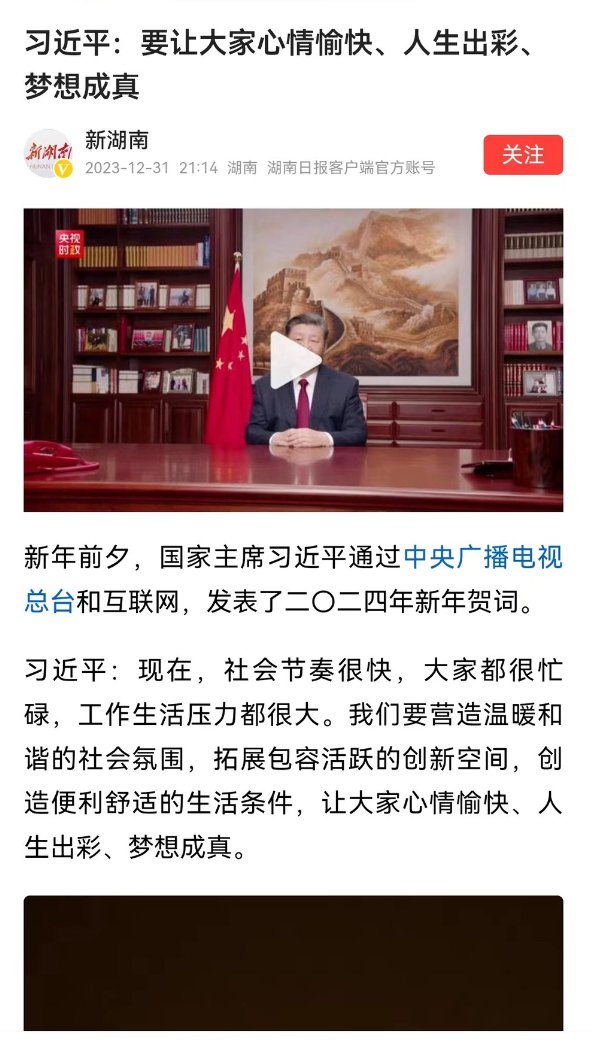 习近平：要让大家心情愉快、人生出彩、
梦想成真
新湖南
HUNAN
V
新湖南
2023-12-31 21:14 湖南 湖南日报客户端官方账号
关注
央视
时政
新年前夕，国家主席习近平通过中央广播电视
总台和互联网，发表了二〇二四年新年贺词。
习近平：现在，社会节奏很快，大家都很忙
碌，工作生活压力都很大。我们要营造温暖和
谐的社会氛围，拓展包容活跃的创新空间，创
造便利舒适的生活条件，让大家心情愉快、人
生出彩、梦想成真。